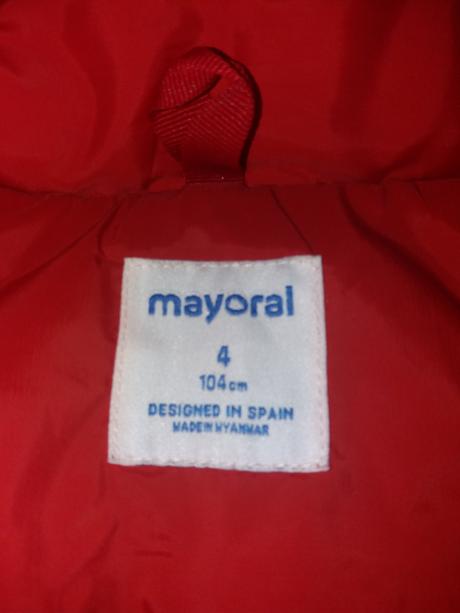 mayoral
4
104cm
DESIGNED IN SPAIN
MADE IN MYANMAR